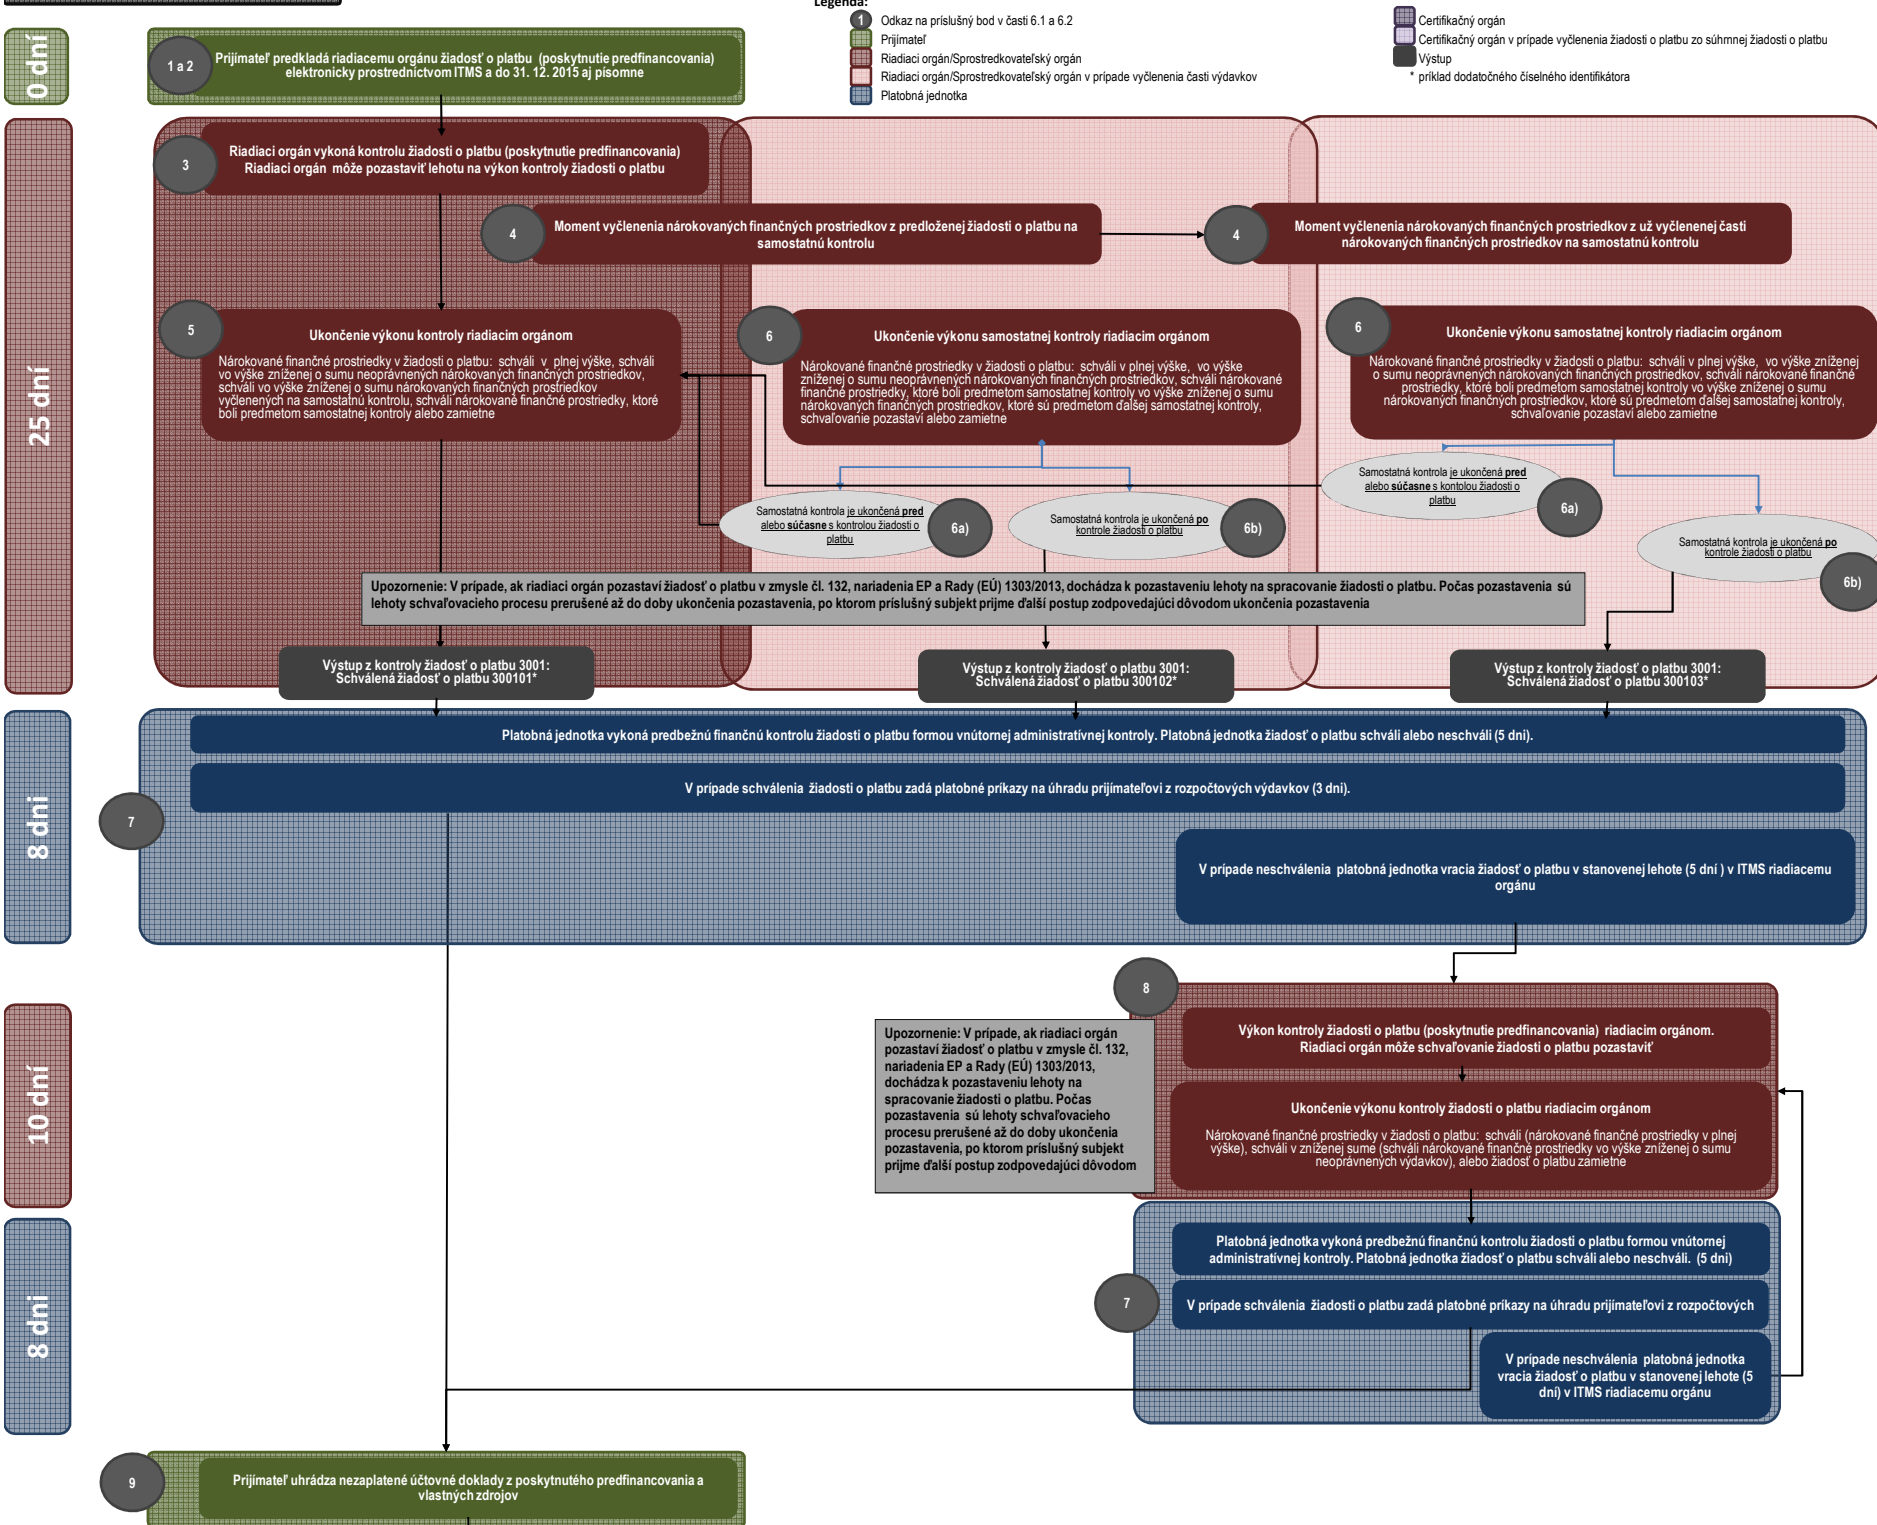 Legenda:
1 Odkaz na príslušný bod v časti 6.1 a 6.2
Prijímateľ
Riadiaci orgán/Sprostredkovateľský orgán
Riadiaci orgán/Sprostredkovateľský orgán v prípade vyčlenenia časti výdavkov
Platobná jednotka
Certifikačný orgán
Certifikačný orgán v prípade vyčlenenia žiadosti o platbu zo súhrnnej žiadosti o platbu
Výstup
* príklad dodatočného číselného identifikátora
0 dní
1 a 2
Prijímateľ predkladá riadiacemu orgánu žiadosť o platbu (poskytnutie predfinancovania)
elektronicky prostredníctvom ITMS a do 31. 12. 2015 aj písomne
25 dní
3
Riadiaci orgán vykoná kontrolu žiadosti o platbu (poskytnutie predfinancovania)
Riadiaci orgán môže pozastaviť lehotu na výkon kontroly žiadosti o platbu
4
Moment vyčlenenia nárokovaných finančných prostriedkov z predloženej žiadosti o platbu na
samostatnú kontrolu
4
Moment vyčlenenia nárokovaných finančných prostriedkov z už vyčlenenej časti
nárokovaných finančných prostriedkov na samostatnú kontrolu
5
Ukončenie výkonu kontroly riadiacim orgánom
Nárokované finančné prostriedky v žiadosti o platbu: schváli v plnej výške, schváli
vo výške zníženej o sumu neoprávnených nárokovaných finančných prostriedkov,
schváli vo výške zníženej o sumu nárokovaných finančných prostriedkov
vyčlenených na samostatnú kontrolu, schváli nárokované finančné prostriedky, ktoré
boli predmetom samostatnej kontroly alebo zamietne
6
Ukončenie výkonu samostatnej kontroly riadiacim orgánom
Nárokované finančné prostriedky v žiadosti o platbu: schváli v plnej výške, vo výške
zníženej o sumu neoprávnených nárokovaných finančných prostriedkov, schváli nárokované
finančné prostriedky, ktoré boli predmetom samostatnej kontroly vo výške zníženej o sumu
nárokovaných finančných prostriedkov, ktoré sú predmetom ďalšej samostatnej kontroly,
schvaľovanie pozastaví alebo zamietne
6
Ukončenie výkonu samostatnej kontroly riadiacim orgánom
Nárokované finančné prostriedky v žiadosti o platbu: schváli v plnej výške, vo výške zníženej
o sumu neoprávnených nárokovaných finančných prostriedkov, schváli nárokované finančné
prostriedky, ktoré boli predmetom samostatnej kontroly vo výške zníženej o sumu
nárokovaných finančných prostriedkov, ktoré sú predmetom ďalšej samostatnej kontroly,
schvaľovanie pozastaví alebo zamietne
Samostatná kontrola je ukončená pred
alebo súčasne s kontrolou žiadosti o
platbu
6a)
Samostatná kontrola je ukončená po
kontrole žiadosti o platbu
6b)
Samostatná kontrola je ukončená pred
alebo súčasne s kontolou žiadosti o
platbu
6a)
Samostatná kontrola je ukončená po
kontrole žiadosti o platbu
6b)
Upozornenie: V prípade, ak riadiaci orgán pozastaví žiadosť o platbu v zmysle čl. 132, nariadenia EP a Rady (EÚ) 1303/2013, dochádza k pozastaveniu lehoty na spracovanie žiadosti o platbu. Počas pozastavenia sú
lehoty schvaľovacieho procesu prerušené až do doby ukončenia pozastavenia, po ktorom príslušný subjekt prijme ďalší postup zodpovedajúci dôvodom ukončenia pozastavenia
Výstup z kontroly žiadosť o platbu 3001:
Schválená žiadosť o platbu 300101*
Výstup z kontroly žiadosť o platbu 3001:
Schválená žiadosť o platbu 300102*
Výstup z kontroly žiadosť o platbu 3001:
Schválená žiadosť o platbu 300103*
8 dni
7
Platobná jednotka vykoná predbežnú finančnú kontrolu žiadosti o platbu formou vnútornej administratívnej kontroly. Platobná jednotka žiadosť o platbu schváli alebo neschváli (5 dni).
V prípade schválenia žiadosti o platbu zadá platobné príkazy na úhradu prijímateľovi z rozpočtových výdavkov (3 dni).
V prípade neschválenia platobná jednotka vracia žiadosť o platbu v stanovenej lehote (5 dní ) v ITMS riadiacemu
orgánu
10 dní
8
Výkon kontroly žiadosti o platbu (poskytnutie predfinancovania) riadiacim orgánom.
Riadiaci orgán môže schvaľovanie žiadosti o platbu pozastaviť
Upozornenie: V prípade, ak riadiaci orgán
pozastaví žiadosť o platbu v zmysle čl. 132,
nariadenia EP a Rady (EÚ) 1303/2013,
dochádza k pozastaveniu lehoty na
spracovanie žiadosti o platbu. Počas
pozastavenia sú lehoty schvaľovacieho
procesu prerušené až do doby ukončenia
pozastavenia, po ktorom príslušný subjekt
prijme ďalší postup zodpovedajúci dôvodom
Ukončenie výkonu kontroly žiadosti o platbu riadiacim orgánom
Nárokované finančné prostriedky v žiadosti o platbu: schváli (nárokované finančné prostriedky v plnej
výške), schváli v zníženej sume (schváli nárokované finančné prostriedky vo výške zníženej o sumu
neoprávnených výdavkov), alebo žiadosť o platbu zamietne
8 dni
7
Platobná jednotka vykoná predbežnú finančnú kontrolu žiadosti o platbu formou vnútornej
administratívnej kontroly. Platobná jednotka žiadosť o platbu schváli alebo neschváli. (5 dni)
V prípade schválenia žiadosti o platbu zadá platobné príkazy na úhradu prijímateľovi z rozpočtových
V prípade neschválenia platobná jednotka
vracia žiadosť o platbu v stanovenej lehote (5
dní) v ITMS riadiacemu orgánu
9
Prijímateľ uhrádza nezaplatené účtovné doklady z poskytnutého predfinancovania a
vlastných zdrojov